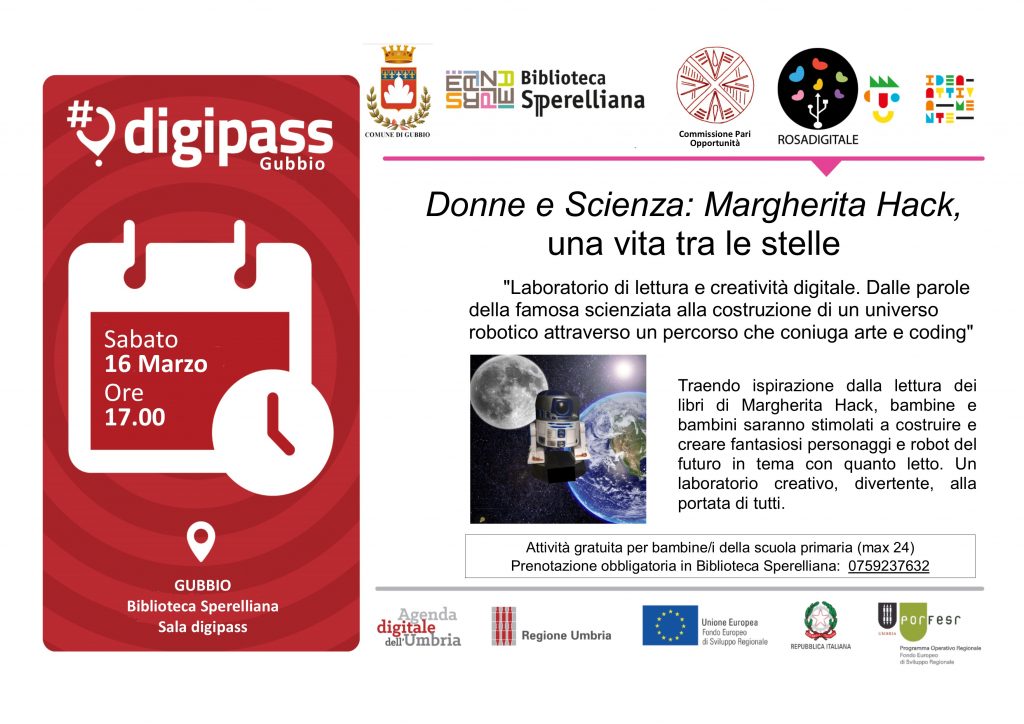 #digipass
Gubbio
Sabato
16 Marzo
Ore
17.00
GUBBIO
Biblioteca Sperelliana
Sala digipass
COMUNE DI GUBBIO
Biblioteca
Sperelliana
Commissione Pari
Opportunità
ROSADIGITALE
IDEA-
ATTIV
AMME
NTE
Donne e Scienza: Margherita Hack,
una vita tra le stelle
"Laboratorio di lettura e creatività digitale. Dalle parole
della famosa scienziata alla costruzione di un universo
robotico attraverso un percorso che coniuga arte e coding"
Traendo ispirazione dalla lettura dei
libri di Margherita Hack, bambine e
bambini saranno stimolati a costruire e
creare fantasiosi personaggi e robot del
futuro in tema con quanto letto. Un
laboratorio creativo, divertente, alla
portata di tutti.
Attività gratuita per bambine/i della scuola primaria (max 24)
Prenotazione obbligatoria in Biblioteca Sperelliana: 0759237632
Agenda
digitale
dell'Umbria
Regione Umbria
Unione Europea
Fondo Europeo
di Sviluppo Regionale
REPUBBLICA ITALIANA
UMBRIA
porfesr
Programma Operativo Regionale
Fondo Europeo
di Sviluppo Regionale